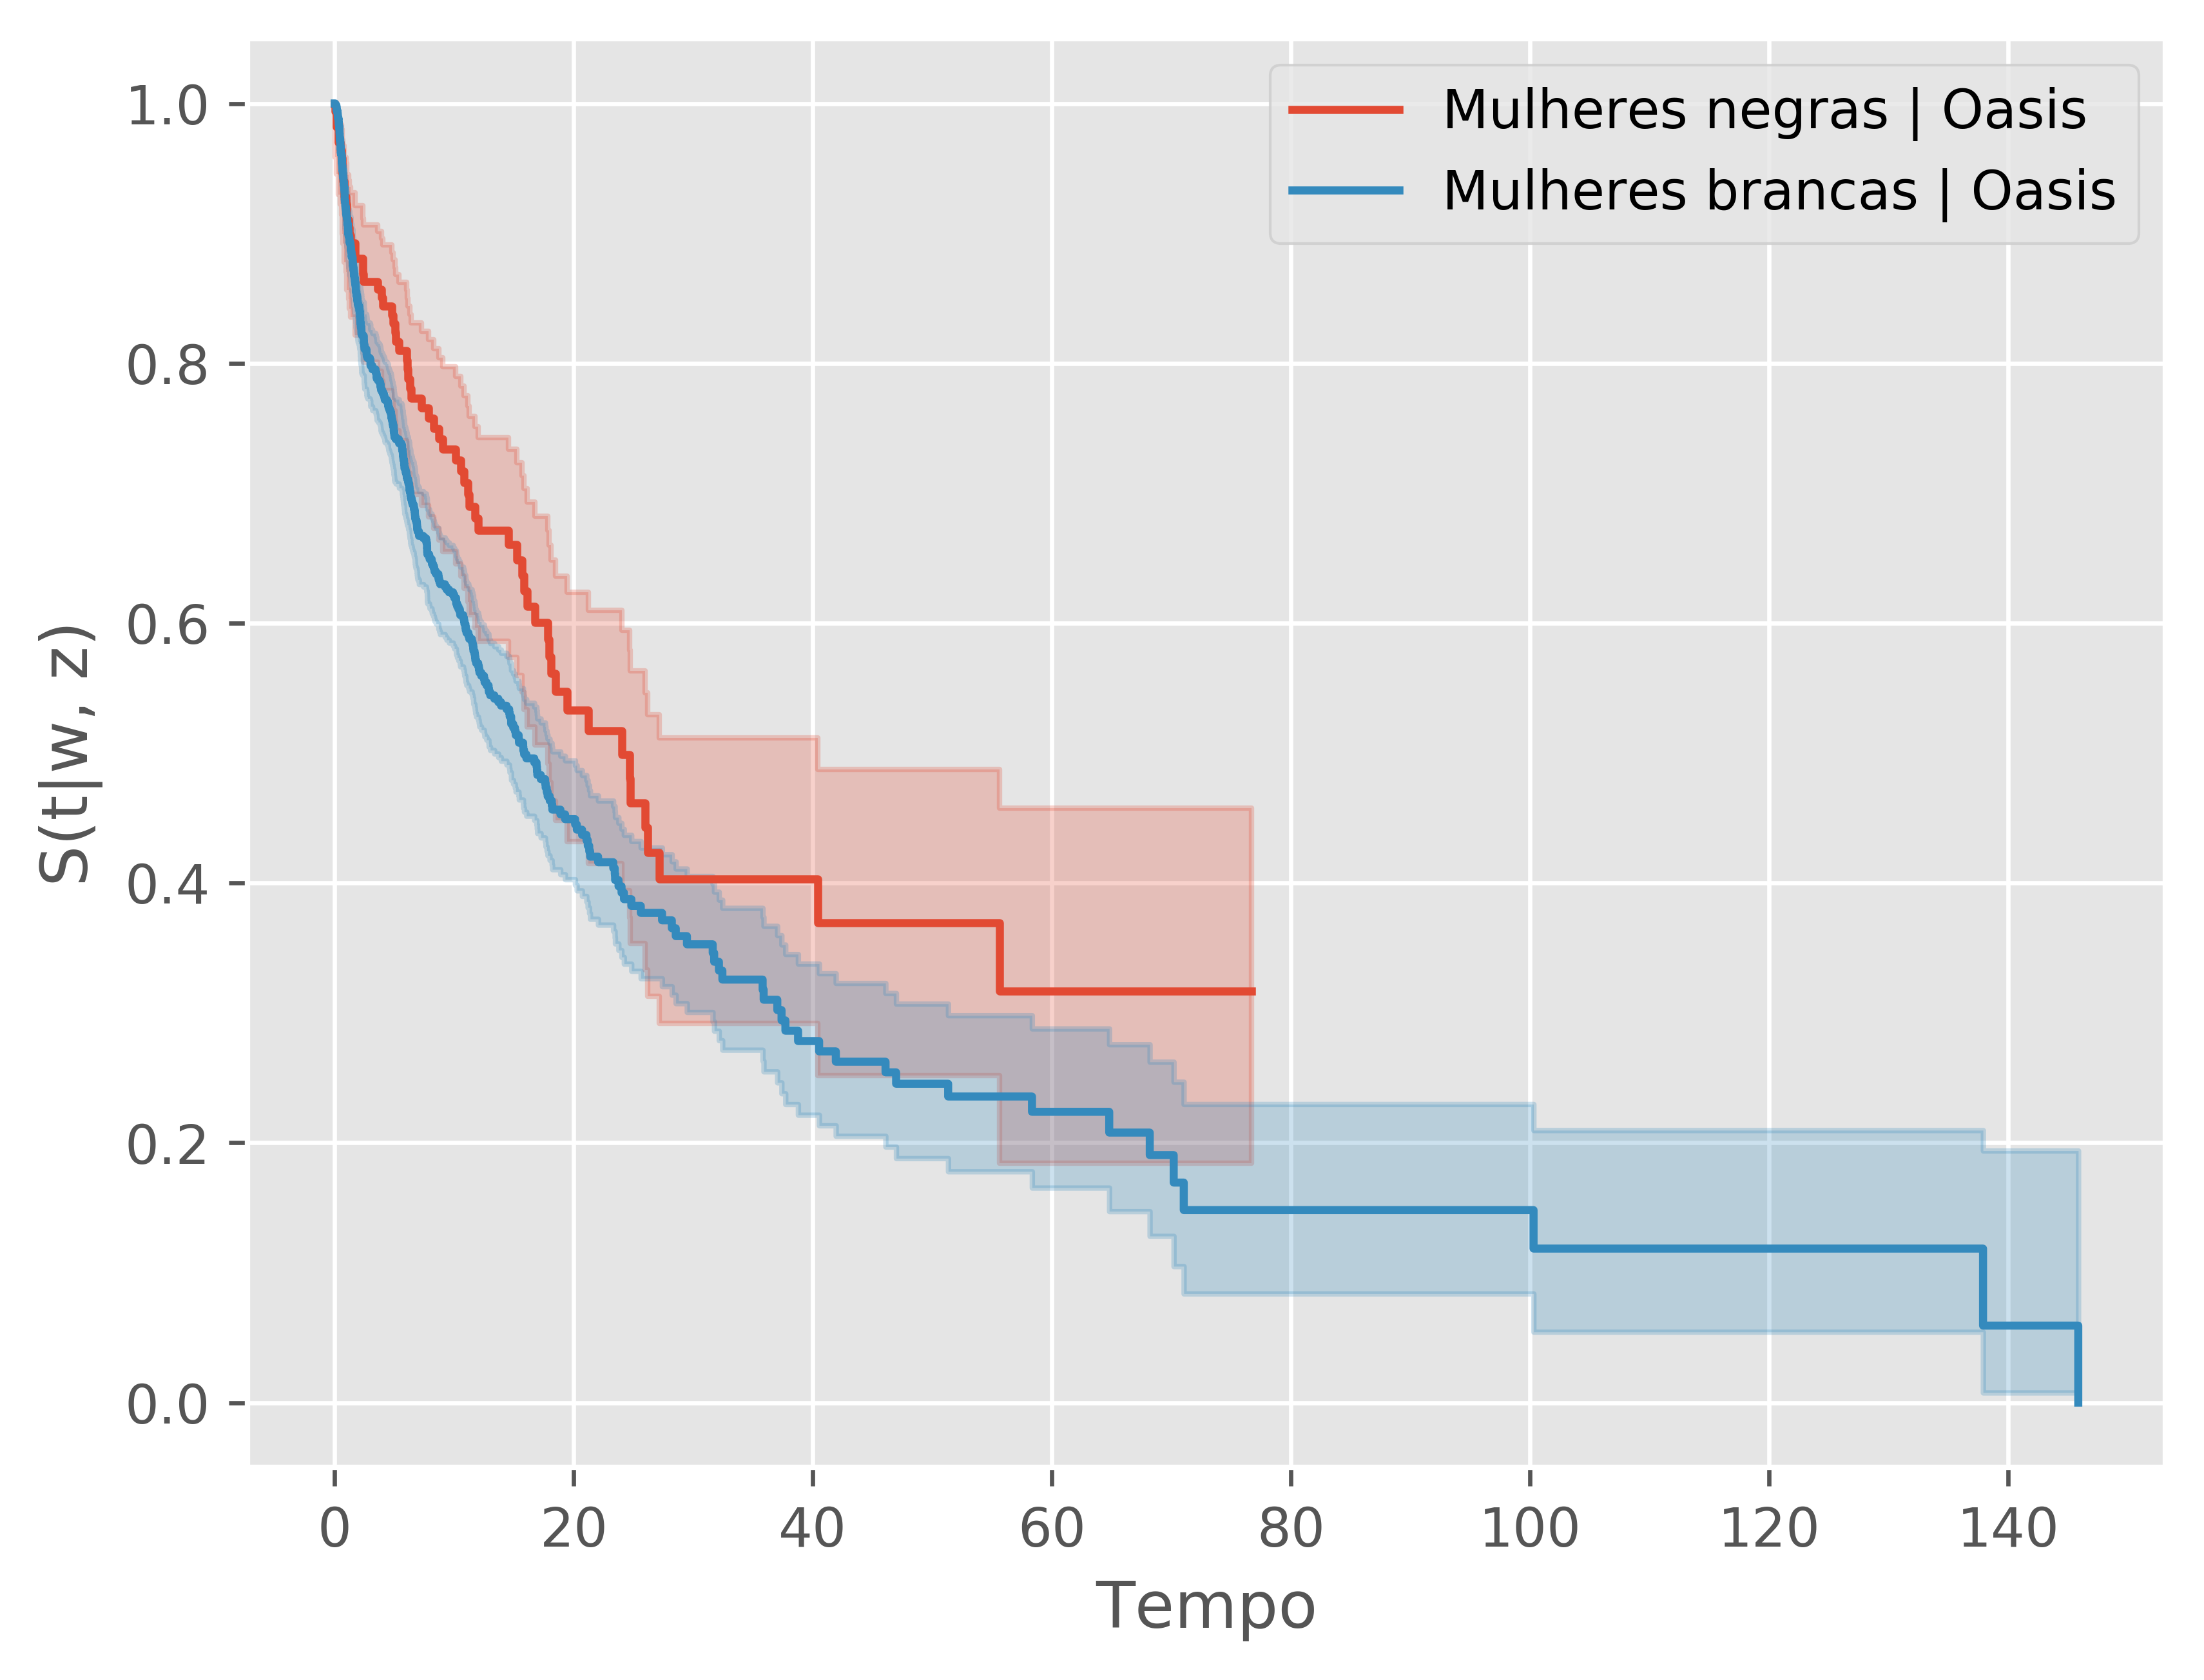 Mulheres negras | Oasis
Mulheres brancas | Oasis
1.0
0.8
0.6
0.4
0.2
0.0
S(t|w, z)
0 20 40 60 80 100 120 140
Tempo